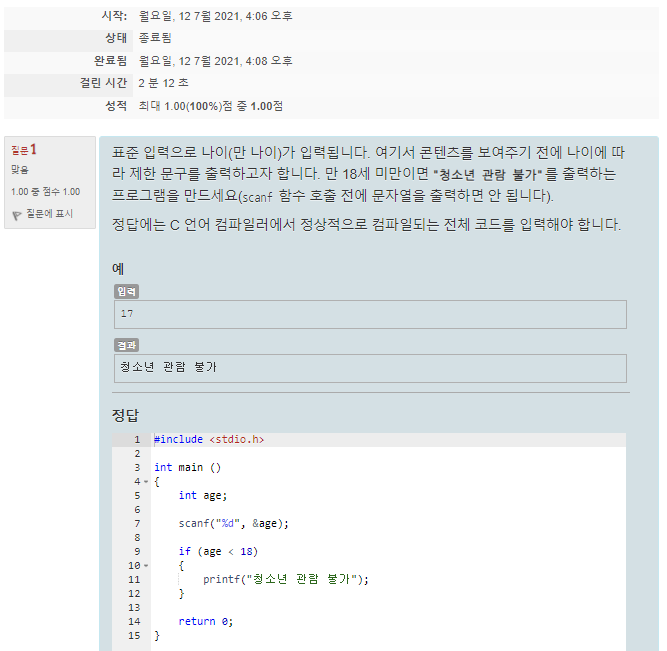 시작: 월요일, 12 7월 2021, 4:06 오후
상태 종료됨
완료됨 월요일, 12 7월 2021, 4:08 오후
걸린 시간 2 분 12 초
성적 최대 1.00(100%)점 중 1.00점
질문 1
맞음
1.00 중 점수 1.00
질문에 표시
표준 입력으로 나이(만 나이)가 입력됩니다. 여기서 콘텐츠를 보여주기 전에 나이에 따
라 제한 문구를 출력하고자 합니다. 만 18세 미만이면 "청소년 관람 불가"를 출력하는
프로그램을 만드세요(scanf 함수 호출 전에 문자열을 출력하면 안 됩니다).
정답에는 C 언어 컴파일러에서 정상적으로 컴파일되는 전체 코드를 입력해야 합니다.
예
입력
17
결과
청소년 관람 불가
정답
1 #include <stdio.h>
2
3 int main ()
4 {
5     int age;
6
7     scanf("%d", &age);
8
9     if (age < 18)
10     {
11         printf("청소년 관람 불가");
12     }
13
14     return 0;
15 }